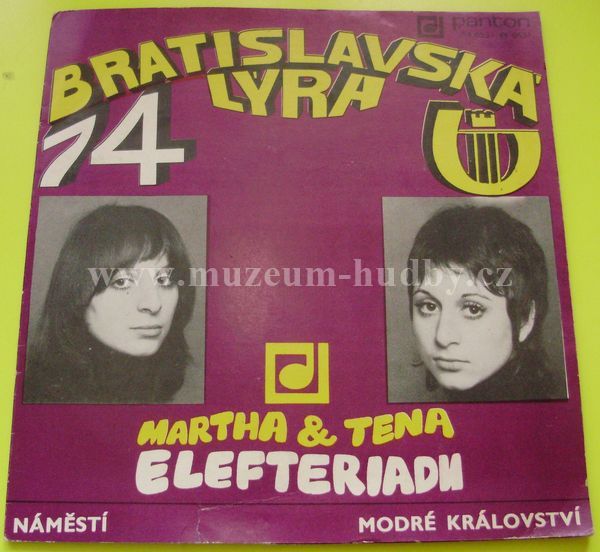 panton
BRATISLAVSKÁ
LYRA
74
www.muzeum-hudby.cz
MARTHA & TENA
ELEFTERIADU
NÁMĚSTÍ
MODRÉ KRÁLOVSTVÍ